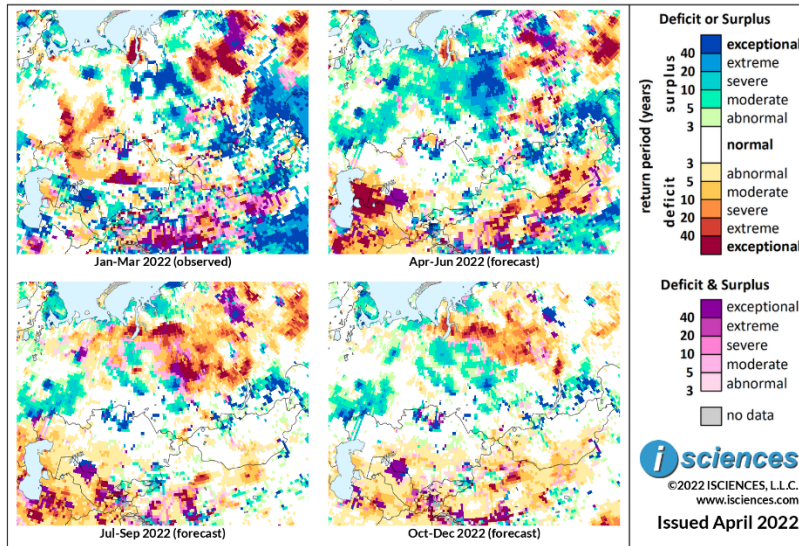 Jan-Mar 2022 (observed)
Apr-Jun 2022 (forecast)
Jul-Sep 2022 (forecast)
Oct-Dec 2022 (forecast)
Deficit or Surplus
return period (years)
surplus
deficit
exceptional
40
extreme
20
severe
10
moderate
5
abnormal
3
normal
3
abnormal
5
moderate
10
severe
20
extreme
40
exceptional
Deficit & Surplus
exceptional
40
extreme
20
severe
10
moderate
5
abnormal
3
no data
i sciences
©2022 ISCIENCES, L.L.C.
www.isciences.com
Issued April 2022